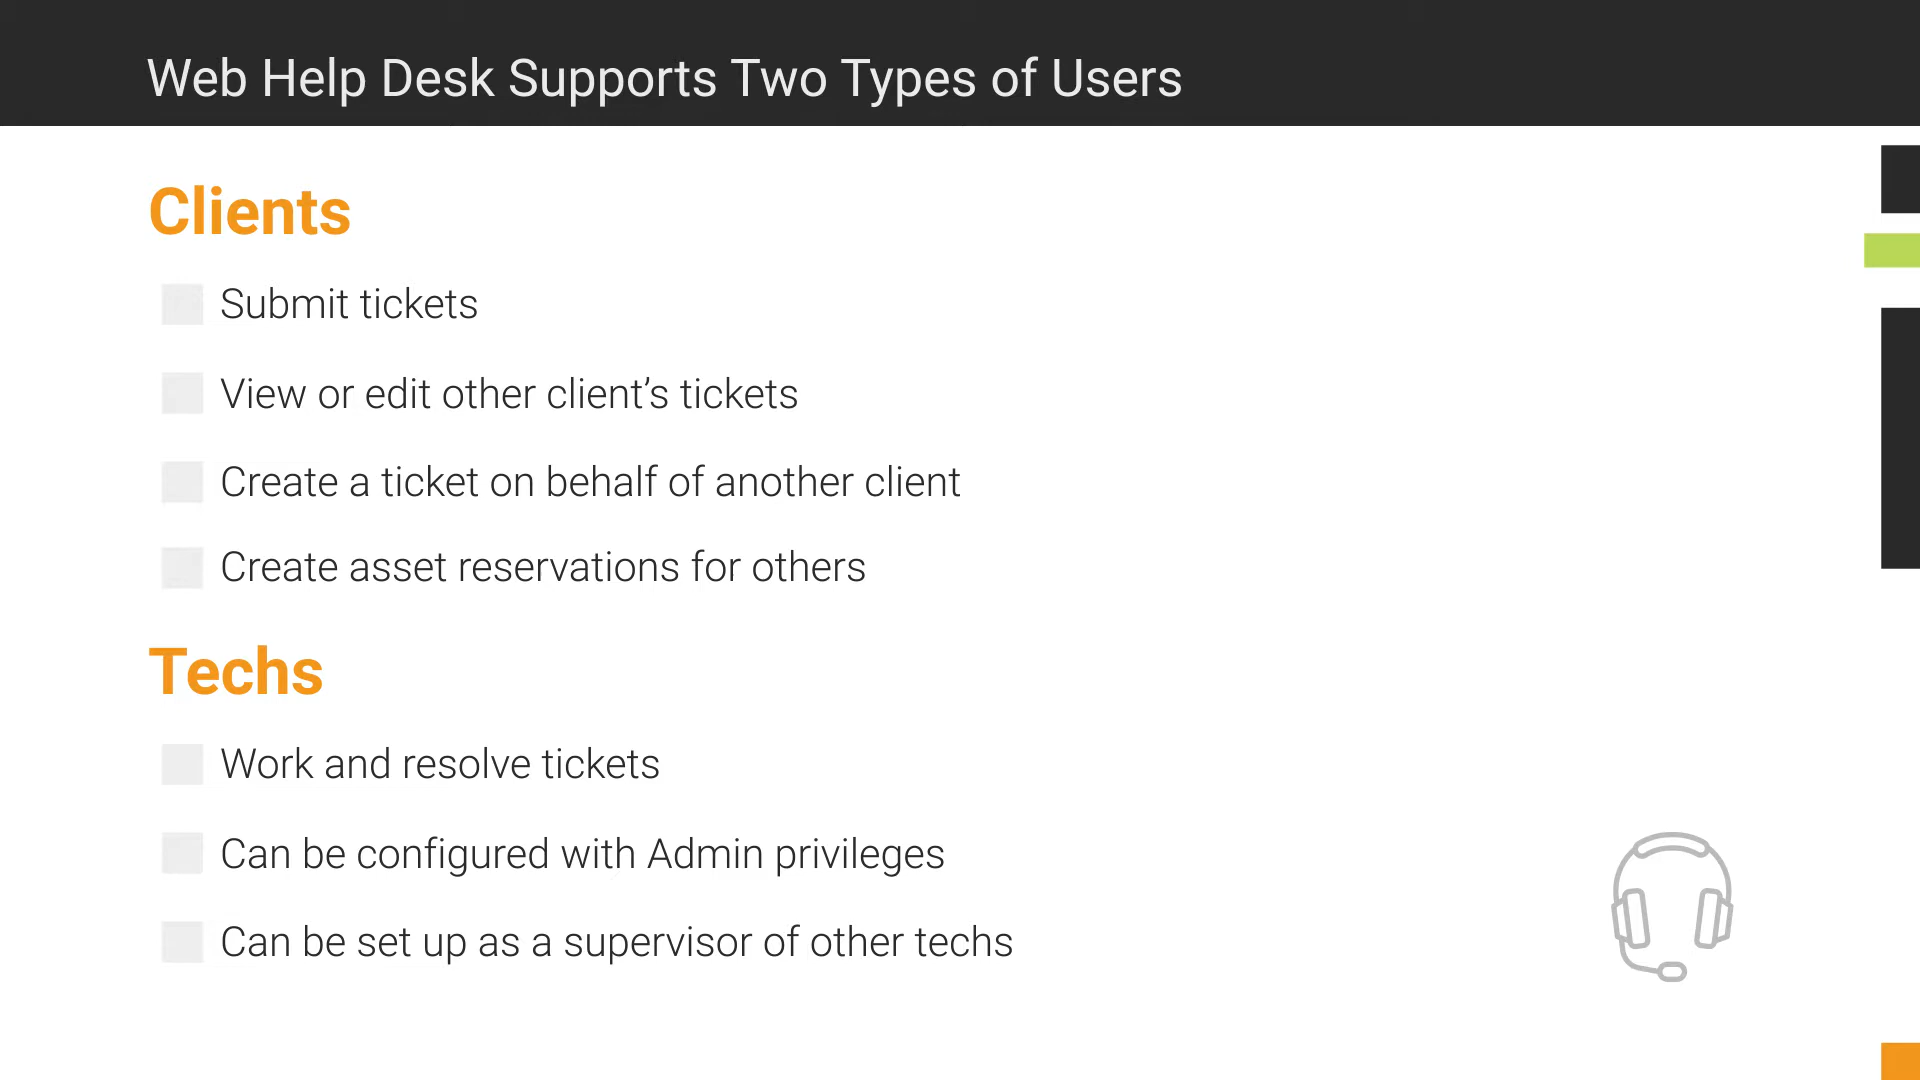 Web Help Desk Supports Two Types of Users
Clients
Submit tickets
View or edit other client’s tickets
Create a ticket on behalf of another client
Create asset reservations for others
Techs
Work and resolve tickets
Can be configured with Admin privileges
Can be set up as a supervisor of other techs